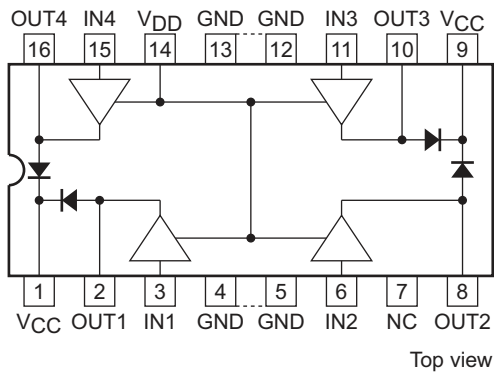 OUT4 IN4 VDD GND GND IN3 OUT3 VCC
16 15 14 13 12 11 10 9
1 2 3 4 5 6 7 8
VCC OUT1 IN1 GND GND IN2 NC OUT2
Top view